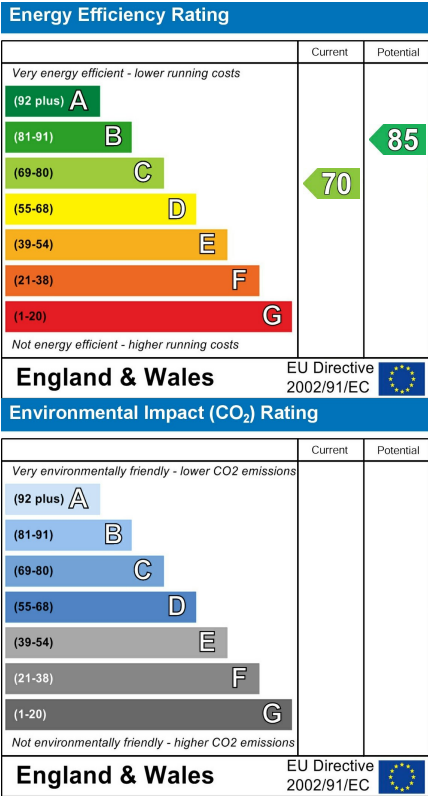 Energy Efficiency Rating
Current Potential
Very energy efficient - lower running costs
(92 plus) A
(81-91) B
85
(69-80) C
70
(55-68) D
(39-54) E
(21-38) F
(1-20) G
Not energy efficient - higher running costs
England & Wales
EU Directive
2002/91/EC
Environmental Impact (CO₂) Rating
Current Potential
Very environmentally friendly - lower CO2 emissions
(92 plus) A
(81-91) B
(69-80) C
(55-68) D
(39-54) E
(21-38) F
(1-20) G
Not environmentally friendly - higher CO2 emissions
England & Wales
EU Directive
2002/91/EC